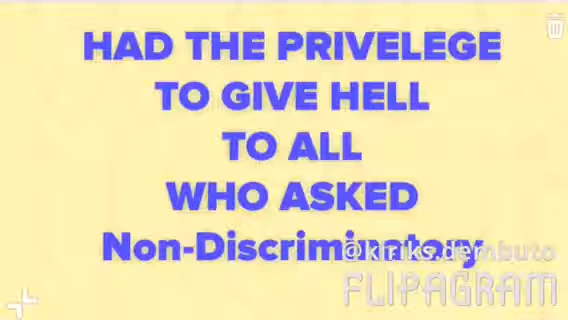 HAD THE PRIVELEGE
TO GIVE HELL
TO ALL
WHO ASKED
Non-Discriminatory
FLIPAGRAM